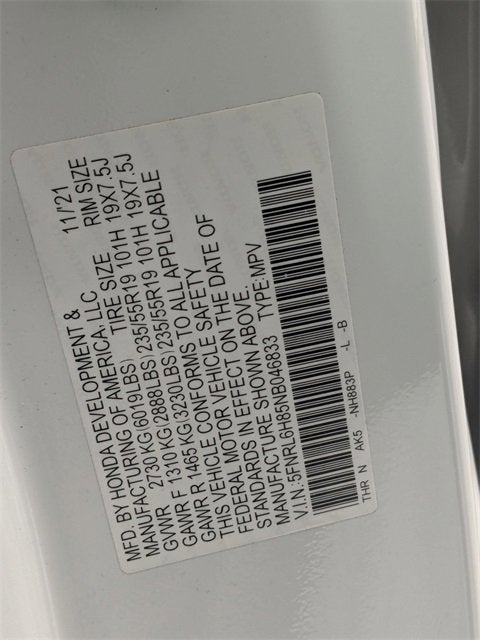 MFD. BY HONDA DEVELOPMENT & 11/'21
MANUFACTURING OF AMERICA, LLC
TIRE SIZE RIM SIZE
GVWR 2730 KG(6019LBS)
GAWR F 1310 KG(2888LBS) 235/55R19 101H 19X7.5J
GAWR R 1465 KG(3230LBS) 235/55R19 101H 19X7.5J
THIS VEHICLE CONFORMS TO ALL APPLICABLE
FEDERAL MOTOR VEHICLE SAFETY
STANDARDS IN EFFECT ON THE DATE OF
MANUFACTURE SHOWN ABOVE.
V.I.N.:5FNRL6H85NB046833 TYPE:MPV
THR N AK5 -NH883P -L -B